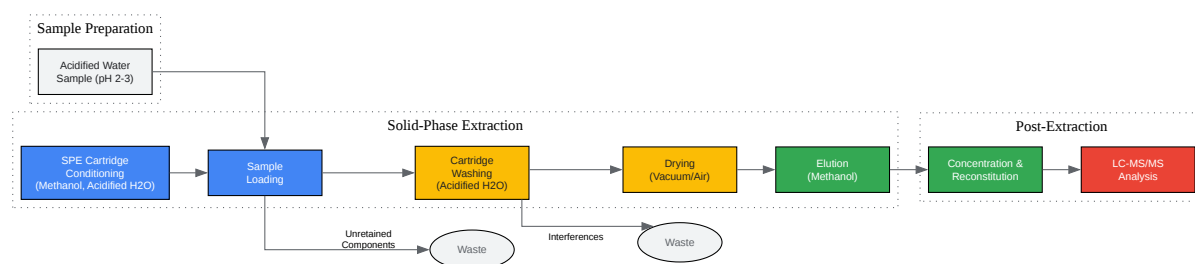 Sample Preparation
Acidified Water
Sample (pH 2-3)
Solid-Phase Extraction
Post-Extraction
SPE Cartridge
Conditioning
(Methanol, Acidified H2O)
Sample
Loading
Cartridge
Washing
(Acidified H2O)
Drying
(Vacuum/Air)
Elution
(Methanol)
Concentration &
Reconstitution
LC-MS/MS
Analysis
Unretained
Components
Waste
Interferences
Waste